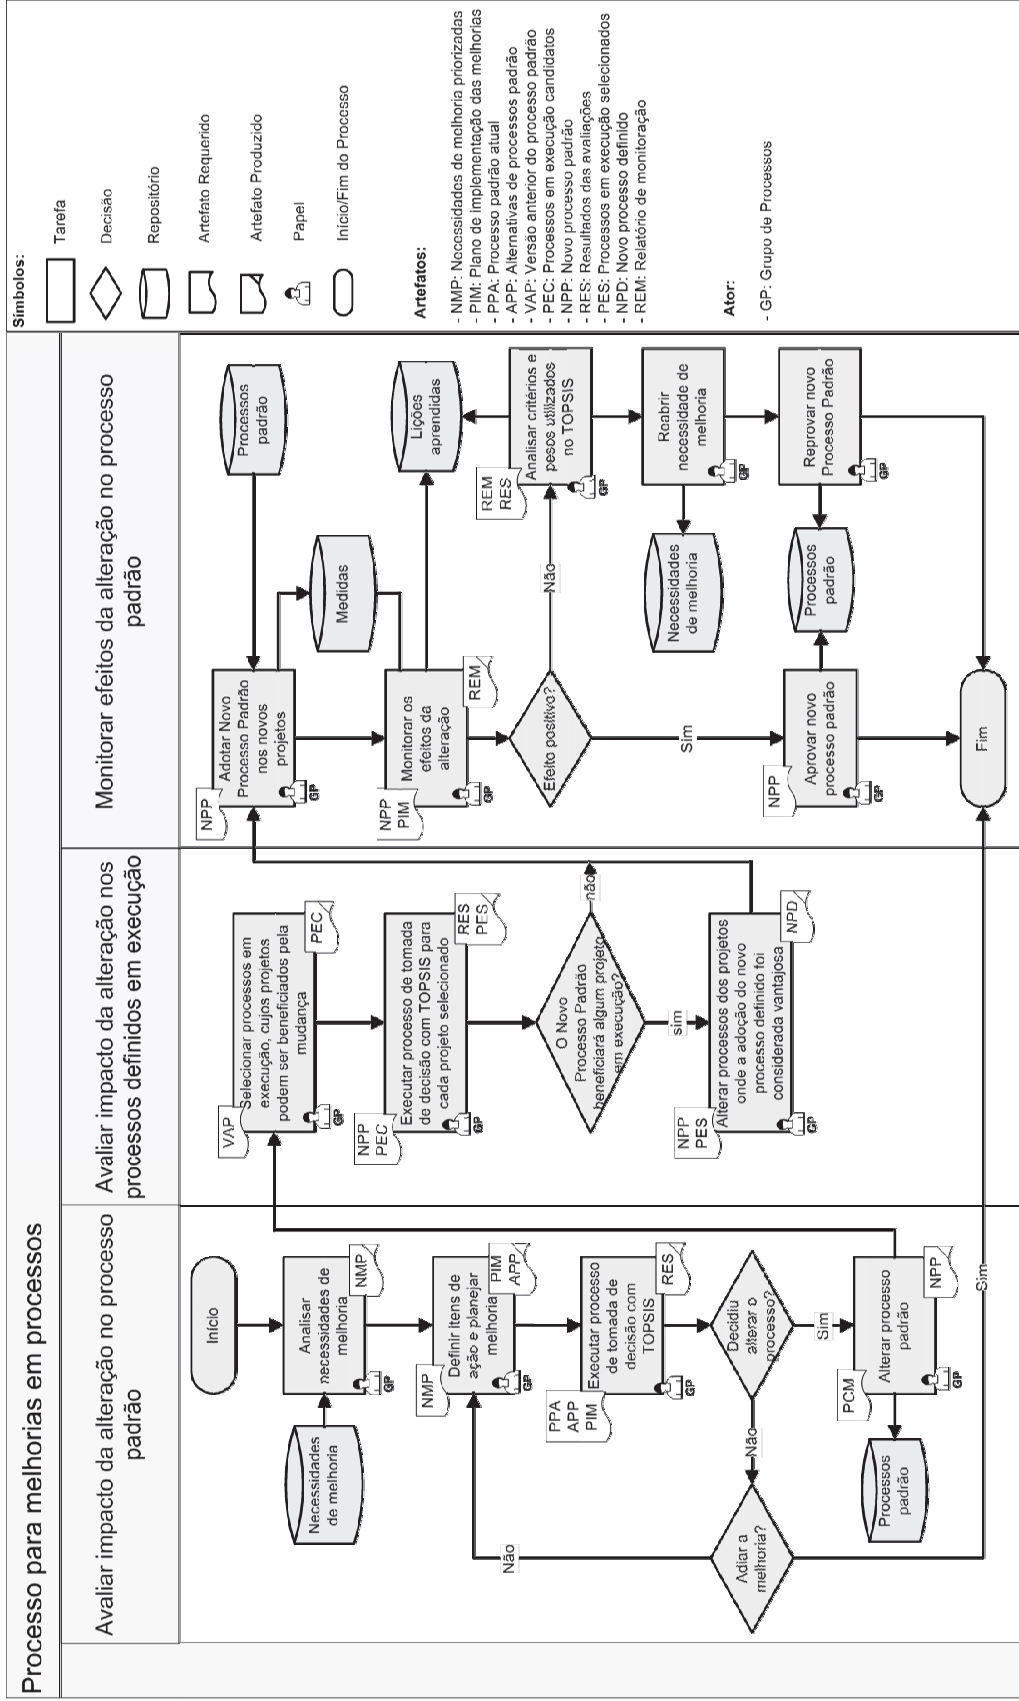 Processo para melhorias em processos
Avaliar impacto da alteração no processo
padrão
Início
Necessidades
de melhoria
Analisar
necessidades de
melhoria
NMP
GP
NMP
Definir itens de
ação e planejar
melhoria
PIM
APP
GP
PPA
APP
PIM
Executar processo
de tomada de
decisão com
TOPSIS
RES
GP
Decidiu
alterar o
processo?
Não
Sim
Adiar a
melhoria?
Não
Sim
PCM
Alterar processo
padrão
NPP
GP
Processos
padrão
Avaliar impacto da alteração nos
processos definidos em execução
VAP
Selecionar processos em
execução, cujos projetos
podem ser beneficiados pela
mudança
PEC
GP
NPP
PEC
Executar processo de tomada
de decisão com TOPSIS para
cada projeto selecionado
RES
PES
GP
O Novo
Processo Padrão
beneficiará algum projeto
em execução?
não
sim
NPP
PES
Alterar processos dos projetos
onde a adoção do novo
processo definido foi
considerada vantajosa
NPD
GP
Monitorar efeitos da alteração no processo
padrão
NPP
Adotar Novo
Processo Padrão
nos novos
projetos
GP
Processos
padrão
Medidas
NPP
PIM
Monitorar os
efeitos da
alteração
REM
GP
Lições
aprendidas
Efeito positivo?
Não
Sim
REM
RES
Analisar critérios e
pesos utilizados
no TOPSIS
GP
Reabrir
necessidade de
melhoria
GP
Necessidades
de melhoria
Reprovar novo
Processo Padrão
GP
Processos
padrão
NPP
Aprovar novo
processo padrão
GP
Fim
Símbolos:
Tarefa
Decisão
Repositório
Artefato Requerido
Artefato Produzido
Papel
Início/Fim do Processo
Artefatos:
- NMP: Necessidades de melhoria priorizadas
- PIM: Plano de implementação das melhorias
- PPA: Processo padrão atual
- APP: Alternativas de processos padrão
- VAP: Versão anterior do processo padrão
- PEC: Processos em execução candidatos
- NPP: Novo processo padrão
- RES: Resultados das avaliações
- PES: Processos em execução selecionados
- NPD: Novo processo definido
- REM: Relatório de monitoração
Ator:
- GP: Grupo de Processos